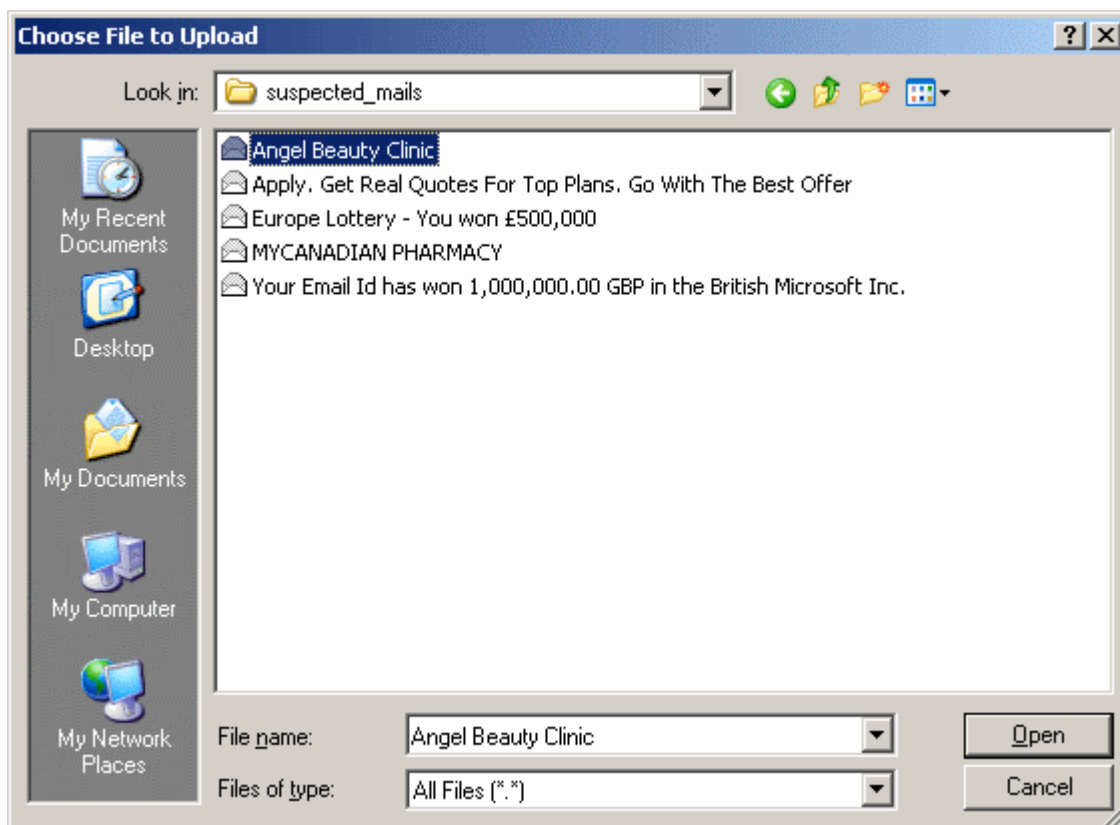 Choose File to Upload
Look in:
suspected_mails
My Recent
Documents
Desktop
My Documents
My Computer
My Network
Places
Angel Beauty Clinic
Apply. Get Real Quotes For Top Plans. Go With The Best Offer
Europe Lottery - You won £500,000
MYCANADIAN PHARMACY
Your Email Id has won 1,000,000.00 GBP in the British Microsoft Inc.
File name:
Angel Beauty Clinic
Open
Files of type:
All Files (*.*)
Cancel